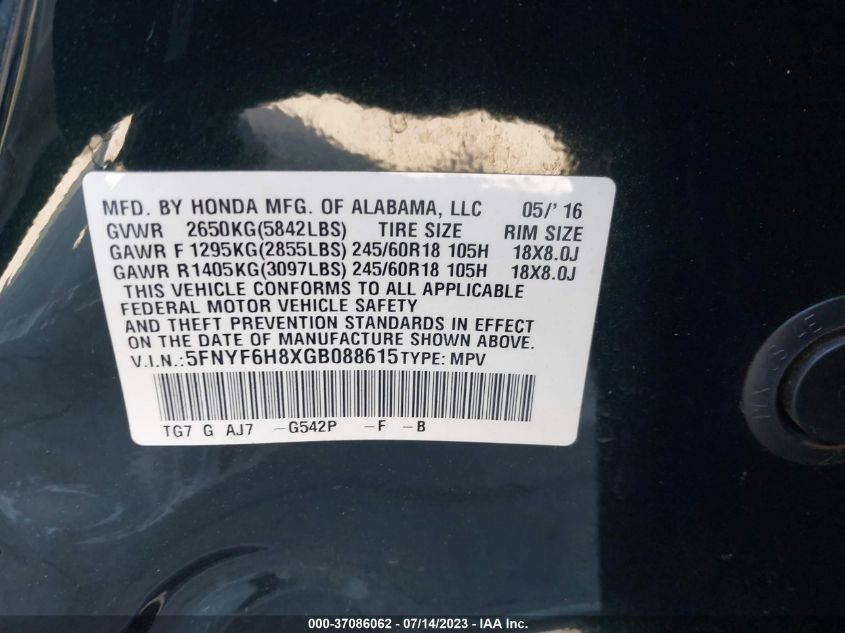 MFD. BY HONDA MFG. OF ALABAMA, LLC 05/' 16
GVWR 2650KG(5842LBS) TIRE SIZE RIM SIZE
GAWR F 1295KG(2855LBS) 245/60R18 105H 18X8.0J
GAWR R1405KG(3097LBS) 245/60R18 105H 18X8.0J
THIS VEHICLE CONFORMS TO ALL APPLICABLE
FEDERAL MOTOR VEHICLE SAFETY
AND THEFT PREVENTION STANDARDS IN EFFECT
ON THE DATE OF MANUFACTURE SHOWN ABOVE.
V.I.N.:5FNYF6H8XGB088615 TYPE: MPV
TG7 G AJ7 -G542P -F -B
000-37086062 - 07/14/2023 - IAA Inc.